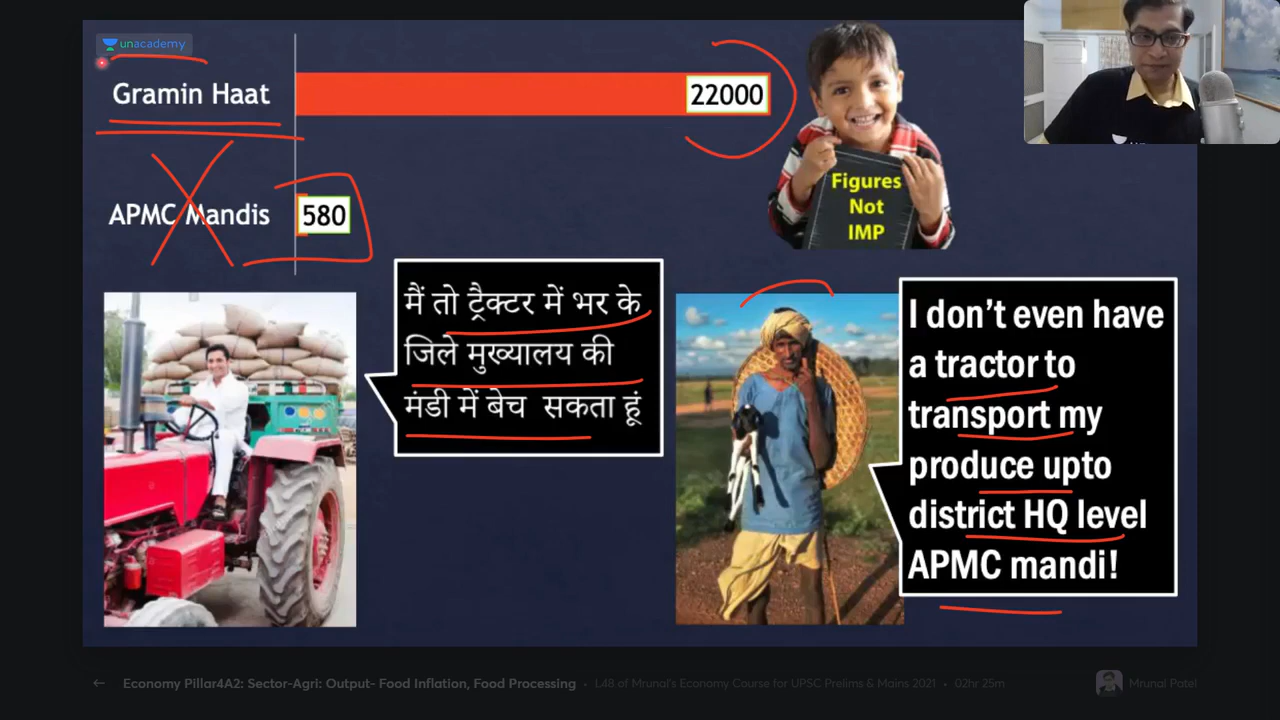 unacademy
Gramin Haat
22000
APMC Mandis
580
Figures
Not
IMP
मैं तो ट्रैक्टर में भर के
जिले मुख्यालय की
मंडी में बेच सकता हूं
I don't even have
a tractor to
transport my
produce upto
district HQ level
APMC mandi!
← Economy Pillar4A2: Sector-Agri: Output- Food Inflation, Food Processing • L48 of Mrunal's Economy Course for UPSC Prelims & Mains 2021 • 02hr 25m
Mrunal Patel